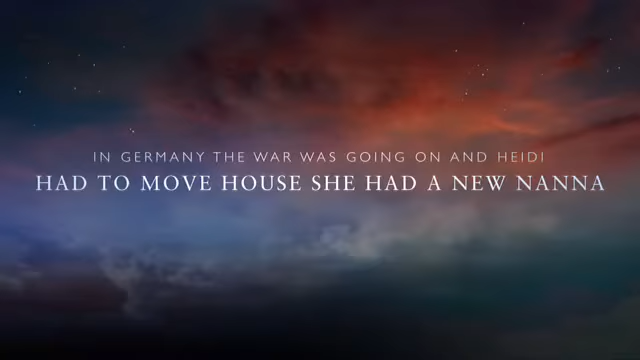 IN GERMANY THE WAR WAS GOING ON AND HEIDI
HAD TO MOVE HOUSE SHE HAD A NEW NANNA